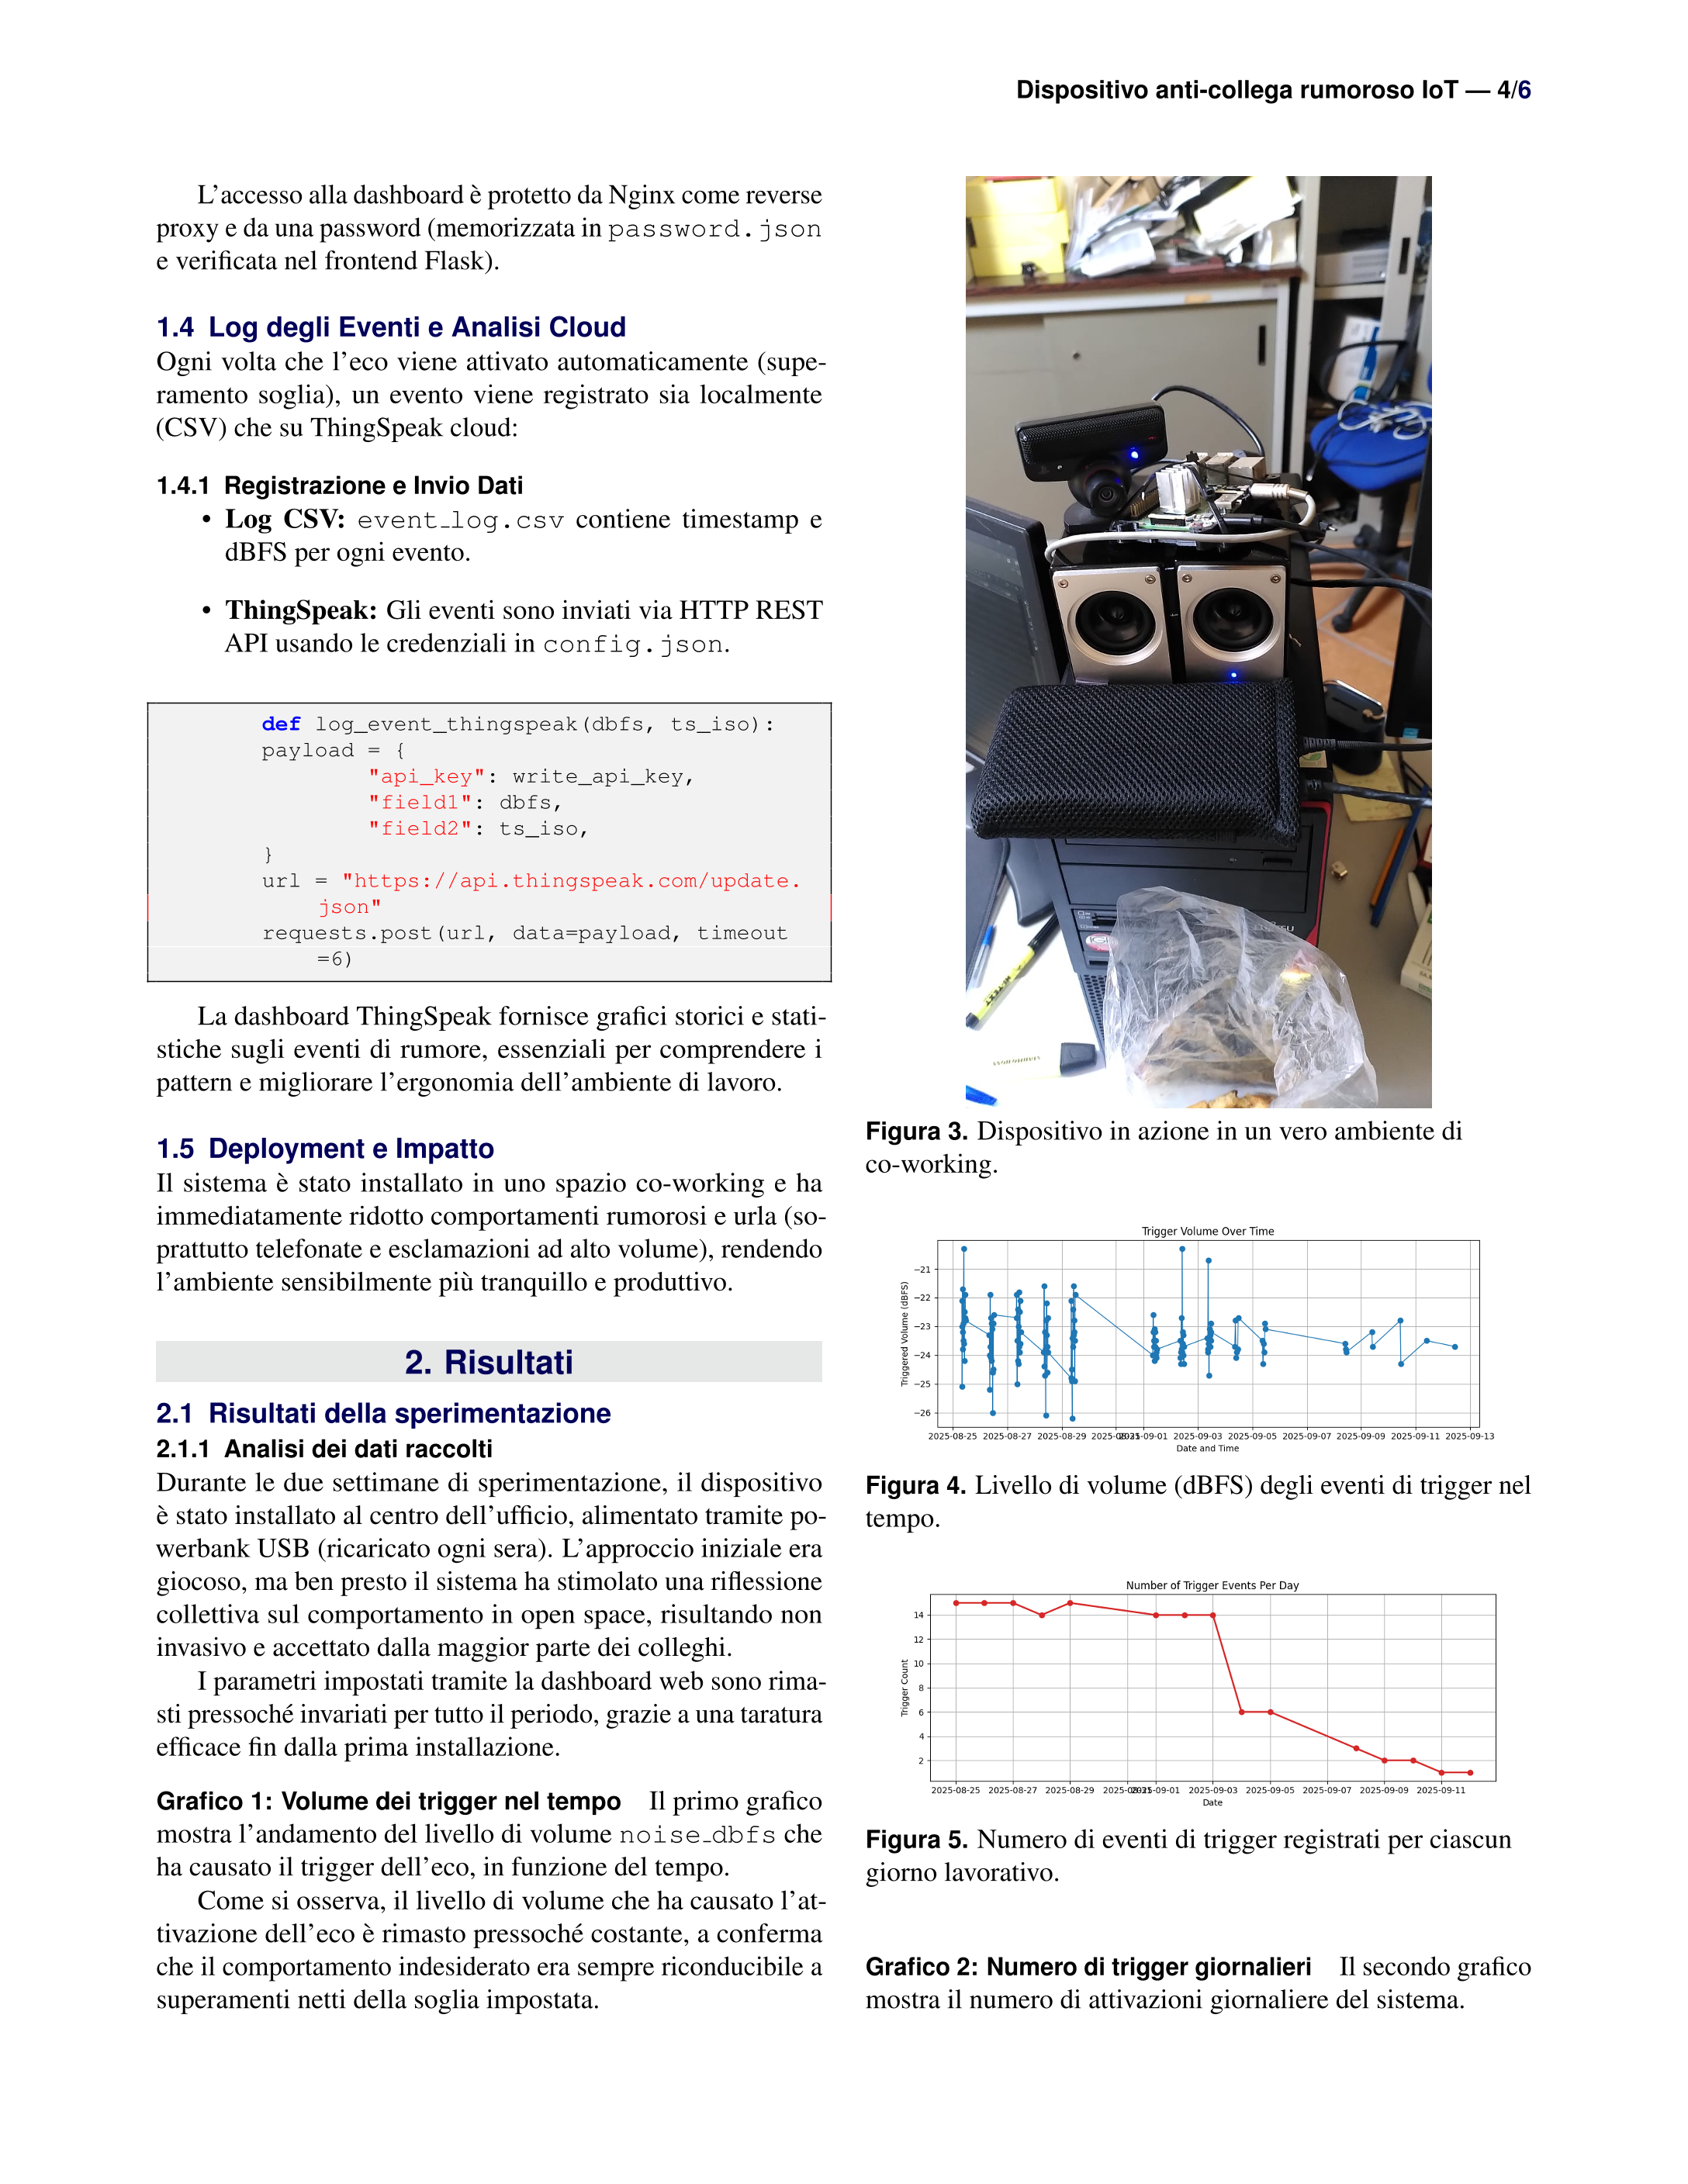 Dispositivo anti-collega rumoroso IoT — 4/6
L'accesso alla dashboard è protetto da Nginx come reverse
proxy e da una password (memorizzata in password.json
e verificata nel frontend Flask).
1.4 Log degli Eventi e Analisi Cloud
Ogni volta che l'eco viene attivato automaticamente (supe-
ramento soglia), un evento viene registrato sia localmente
(CSV) che su ThingSpeak cloud:
1.4.1 Registrazione e Invio Dati
• Log CSV: event_log.csv contiene timestamp e
dBFS per ogni evento.
• ThingSpeak: Gli eventi sono inviati via HTTP REST
API usando le credenziali in config.json.
def log_event_thingspeak(dbfs, ts_iso):
payload = {
"api_key": write_api_key,
"field1": dbfs,
"field2": ts_iso,
}
url = "https://api.thingspeak.com/update.
json"
requests.post(url, data=payload, timeout
=6)
La dashboard ThingSpeak fornisce grafici storici e stati-
stiche sugli eventi di rumore, essenziali per comprendere i
pattern e migliorare l'ergonomia dell'ambiente di lavoro.
1.5 Deployment e Impatto
Il sistema è stato installato in uno spazio co-working e ha
immediatamente ridotto comportamenti rumorosi e urla (so-
prattutto telefonate e esclamazioni ad alto volume), rendendo
l'ambiente sensibilmente più tranquillo e produttivo.
2. Risultati
2.1 Risultati della sperimentazione
2.1.1 Analisi dei dati raccolti
Durante le due settimane di sperimentazione, il dispositivo
è stato installato al centro dell'ufficio, alimentato tramite po-
werbank USB (ricaricato ogni sera). L'approccio iniziale era
giocoso, ma ben presto il sistema ha stimolato una riflessione
collettiva sul comportamento in open space, risultando non
invasivo e accettato dalla maggior parte dei colleghi.
I parametri impostati tramite la dashboard web sono rima-
sti pressoché invariati per tutto il periodo, grazie a una taratura
efficace fin dalla prima installazione.
Grafico 1: Volume dei trigger nel tempo Il primo grafico
mostra l'andamento del livello di volume noise_dbfs che
ha causato il trigger dell'eco, in funzione del tempo.
Come si osserva, il livello di volume che ha causato l'at-
tivazione dell'eco è rimasto pressoché costante, a conferma
che il comportamento indesiderato era sempre riconducibile a
superamenti netti della soglia impostata.
Figura 3. Dispositivo in azione in un vero ambiente di
co-working.
Trigger Volume Over Time
Triggered Volume (dBFS)
−21
−22
−23
−24
−25
−26
2025-08-25 2025-08-27 2025-08-29 2025-08-31 2025-09-01 2025-09-03 2025-09-05 2025-09-07 2025-09-09 2025-09-11 2025-09-13
Date and Time
Figura 4. Livello di volume (dBFS) degli eventi di trigger nel
tempo.
Number of Trigger Events Per Day
Trigger Count
14
12
10
8
6
4
2
2025-08-25 2025-08-27 2025-08-29 2025-08-31 2025-09-01 2025-09-03 2025-09-05 2025-09-07 2025-09-09 2025-09-11
Date
Figura 5. Numero di eventi di trigger registrati per ciascun
giorno lavorativo.
Grafico 2: Numero di trigger giornalieri Il secondo grafico
mostra il numero di attivazioni giornaliere del sistema.